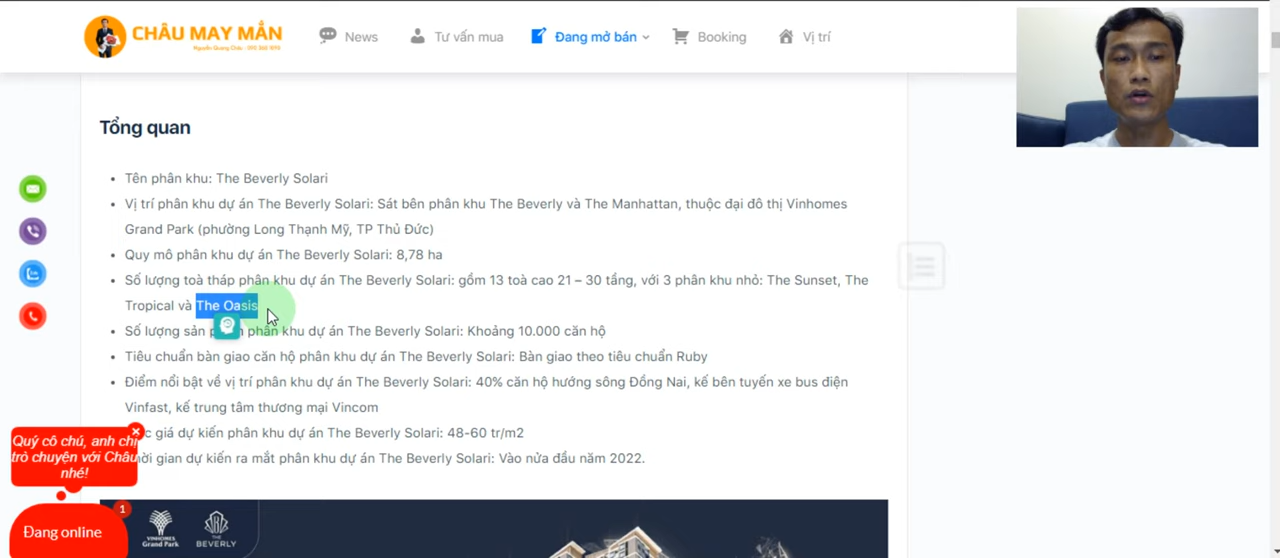 CHÂU MAY MẮN
News
Tư vấn mua
Đang mở bán
Booking
Vị trí
Tổng quan
Tên phân khu: The Beverly Solari
Vị trí phân khu dự án The Beverly Solari: Sát bên phân khu The Beverly và The Manhattan, thuộc đại đô thị Vinhomes
Grand Park (phường Long Thạnh Mỹ, TP Thủ Đức)
Quy mô phân khu dự án The Beverly Solari: 8,78 ha
Số lượng toà tháp phân khu dự án The Beverly Solari: gồm 13 toà cao 21 – 30 tầng, với 3 phân khu nhỏ: The Sunset, The
Tropical và The Oasis
Số lượng sản phân khu dự án The Beverly Solari: Khoảng 10.000 căn hộ
Tiêu chuẩn bàn giao căn hộ phân khu dự án The Beverly Solari: Bàn giao theo tiêu chuẩn Ruby
Điểm nổi bật về vị trí phân khu dự án The Beverly Solari: 40% căn hộ hướng sông Đồng Nai, kế bên tuyến xe bus điện
Vinfast, kế trung tâm thương mại Vincom
giá dự kiến phân khu dự án The Beverly Solari: 48-60 tr/m2
gian dự kiến ra mắt phân khu dự án The Beverly Solari: Vào nửa đầu năm 2022.
Quý cô chú, anh chị
trò chuyện với Châu
nhé!
1
Đang online
VINHOMES
Grand Park
THE
BEVERLY